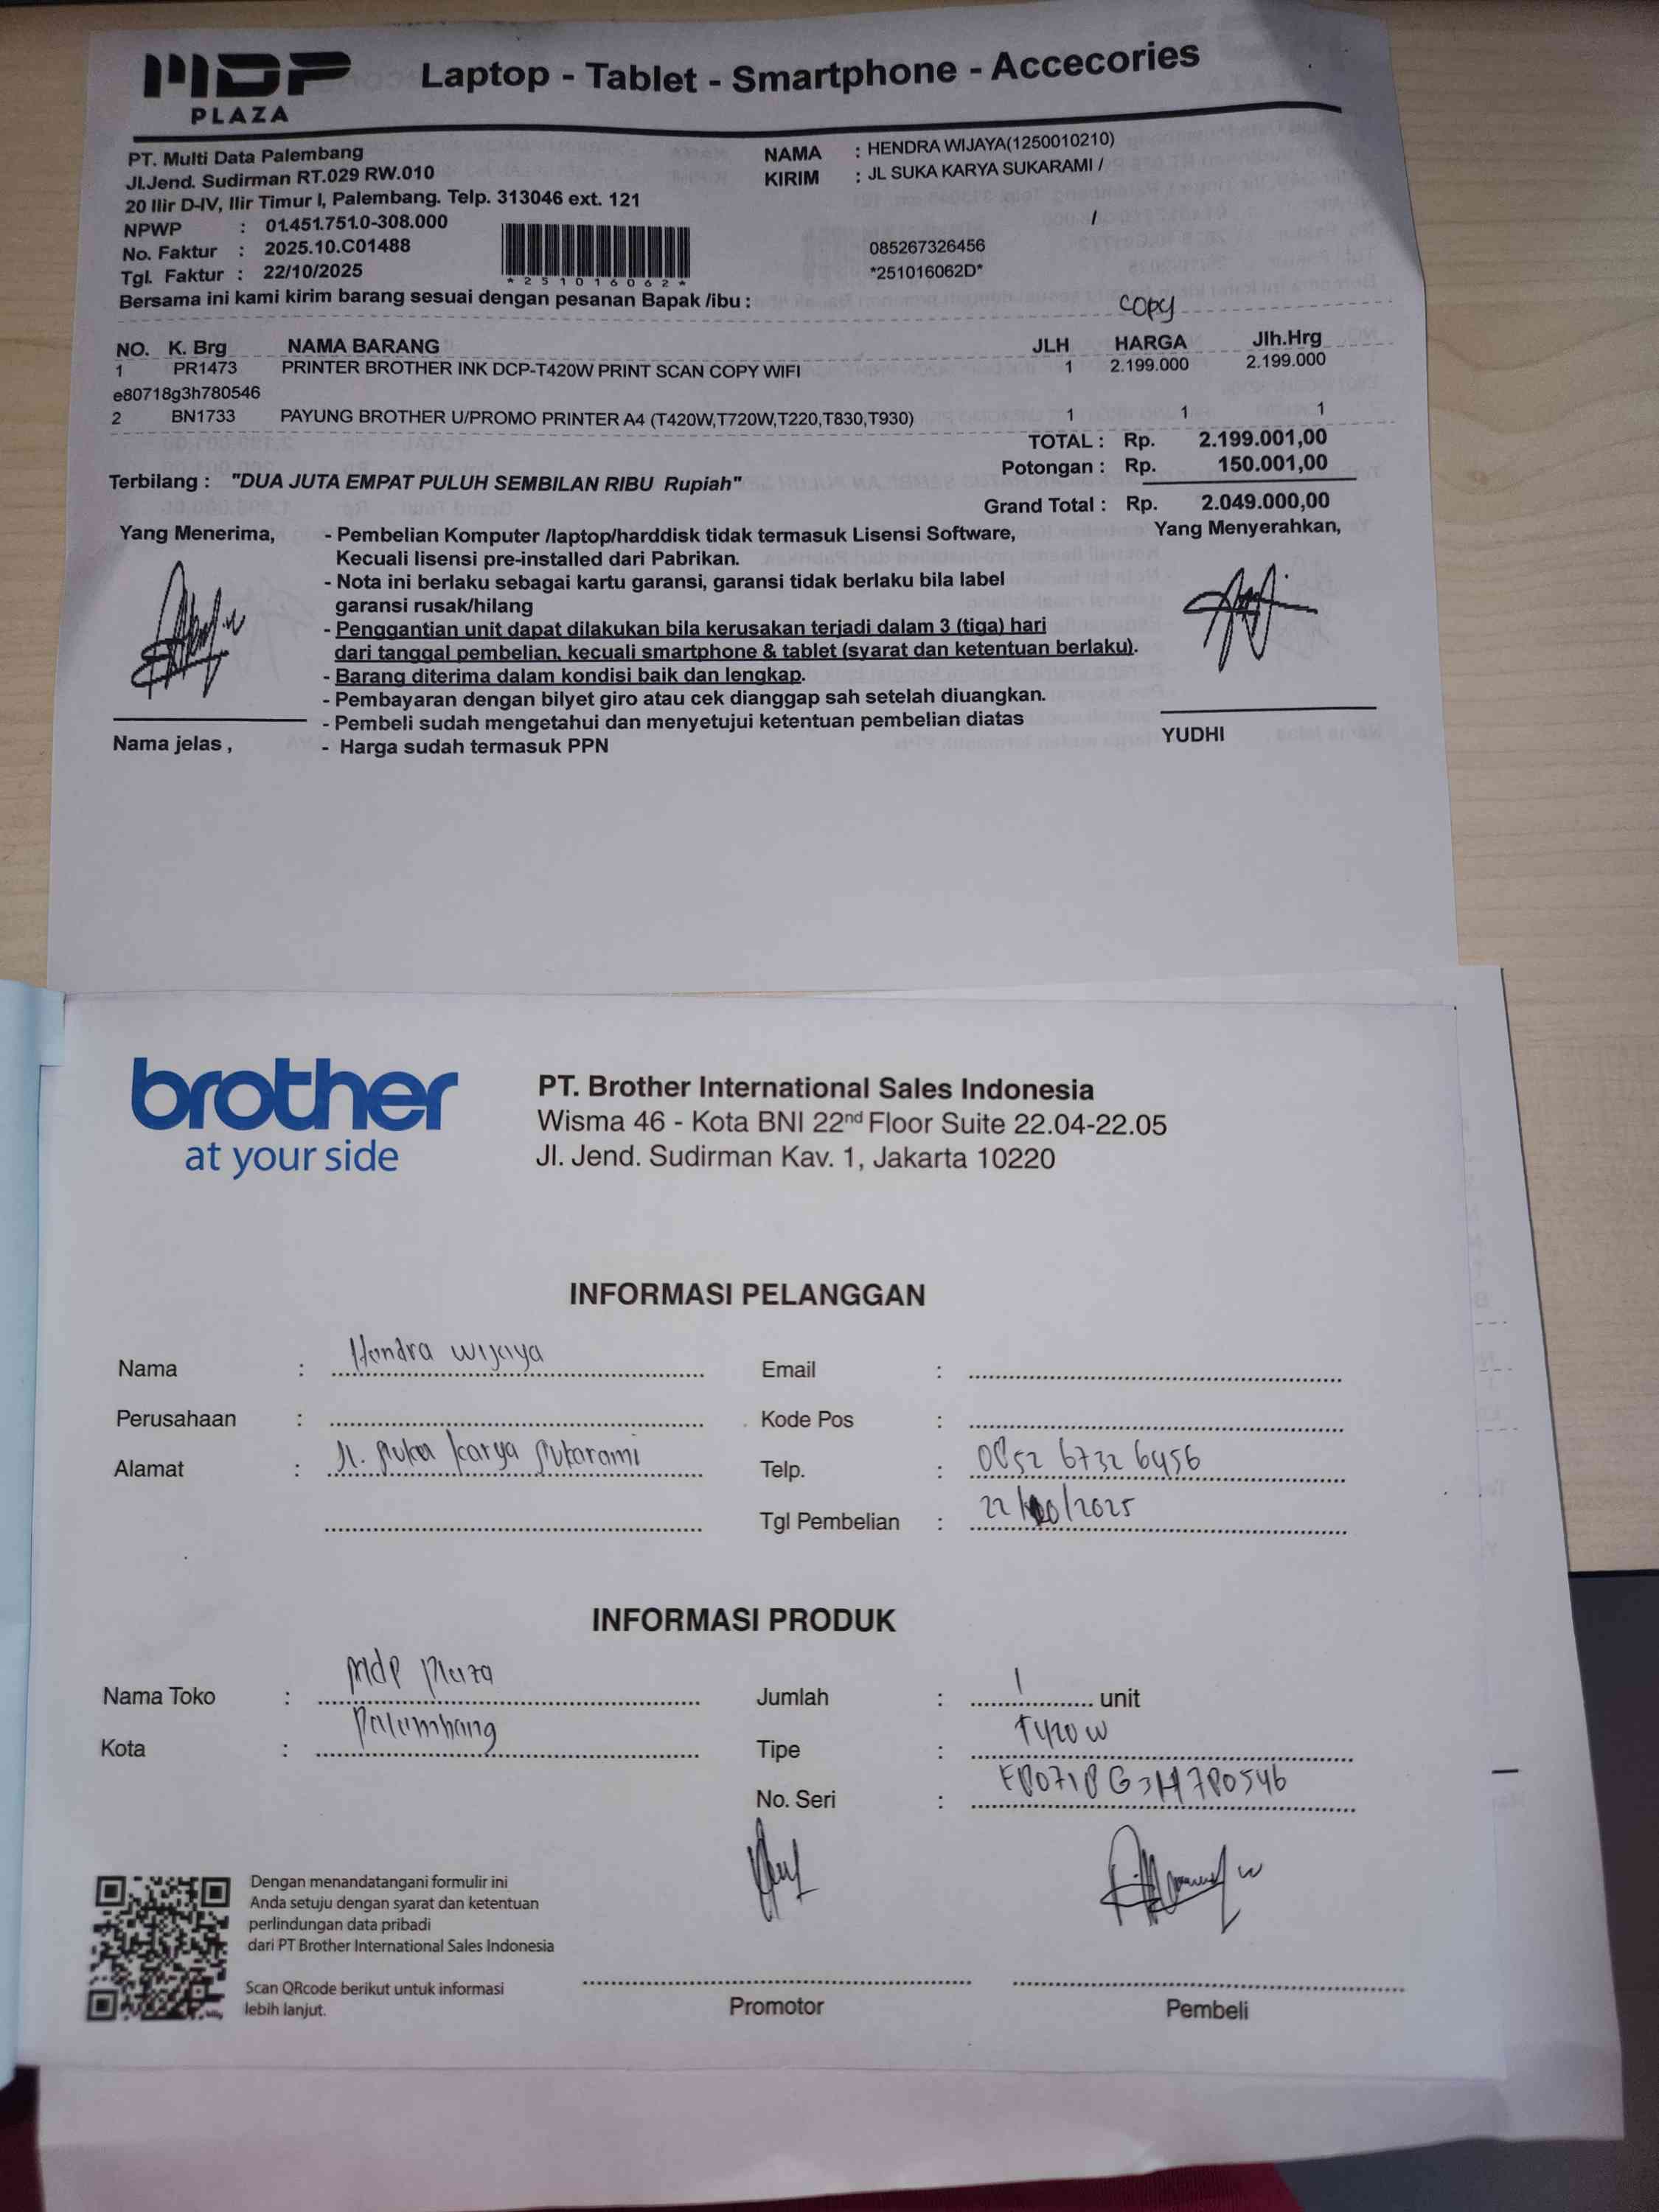 MDP PLAZA
Laptop - Tablet - Smartphone - Accecories
PT. Multi Data Palembang
Jl.Jend. Sudirman RT.029 RW.010
20 Ilir D-IV, Ilir Timur I, Palembang. Telp. 313046 ext. 121
NPWP : 01.451.751.0-308.000
No. Faktur : 2025.10.C01488
Tgl. Faktur : 22/10/2025
*251016062*
NAMA : HENDRA WIJAYA(1250010210)
KIRIM : JL SUKA KARYA SUKARAMI /
/
085267326456
*251016062D*
Bersama ini kami kirim barang sesuai dengan pesanan Bapak /ibu :
copy
NO. K. Brg NAMA BARANG JLH HARGA Jlh.Hrg
1 PR1473 PRINTER BROTHER INK DCP-T420W PRINT SCAN COPY WIFI 1 2.199.000 2.199.000
e80718g3h780546
2 BN1733 PAYUNG BROTHER U/PROMO PRINTER A4 (T420W,T720W,T220,T830,T930) 1 1 1
TOTAL : Rp. 2.199.001,00
Potongan : Rp. 150.001,00
Terbilang : "DUA JUTA EMPAT PULUH SEMBILAN RIBU Rupiah"
Grand Total : Rp. 2.049.000,00
Yang Menerima,
- Pembelian Komputer /laptop/harddisk tidak termasuk Lisensi Software,
Kecuali lisensi pre-installed dari Pabrikan.
- Nota ini berlaku sebagai kartu garansi, garansi tidak berlaku bila label
garansi rusak/hilang
- Penggantian unit dapat dilakukan bila kerusakan terjadi dalam 3 (tiga) hari
dari tanggal pembelian, kecuali smartphone & tablet (syarat dan ketentuan berlaku).
- Barang diterima dalam kondisi baik dan lengkap.
- Pembayaran dengan bilyet giro atau cek dianggap sah setelah diuangkan.
- Pembeli sudah mengetahui dan menyetujui ketentuan pembelian diatas
- Harga sudah termasuk PPN
Yang Menyerahkan,
Nama jelas ,
YUDHI
brother
at your side
PT. Brother International Sales Indonesia
Wisma 46 - Kota BNI 22nd Floor Suite 22.04-22.05
Jl. Jend. Sudirman Kav. 1, Jakarta 10220
INFORMASI PELANGGAN
Nama : Hendra wijaya
Email :
Perusahaan :
Kode Pos :
Alamat : Jl. suka karya sukarami
Telp. : 0852 6732 6456
Tgl Pembelian : 22/10/2025
INFORMASI PRODUK
Nama Toko : mdp plaza
Jumlah : 1 unit
Kota : Palembang
Tipe : T420W
No. Seri : E80718G3H780546
Dengan menandatangani formulir ini
Anda setuju dengan syarat dan ketentuan
perlindungan data pribadi
dari PT Brother International Sales Indonesia
Scan QRcode berikut untuk informasi
lebih lanjut.
Promotor
Pembeli